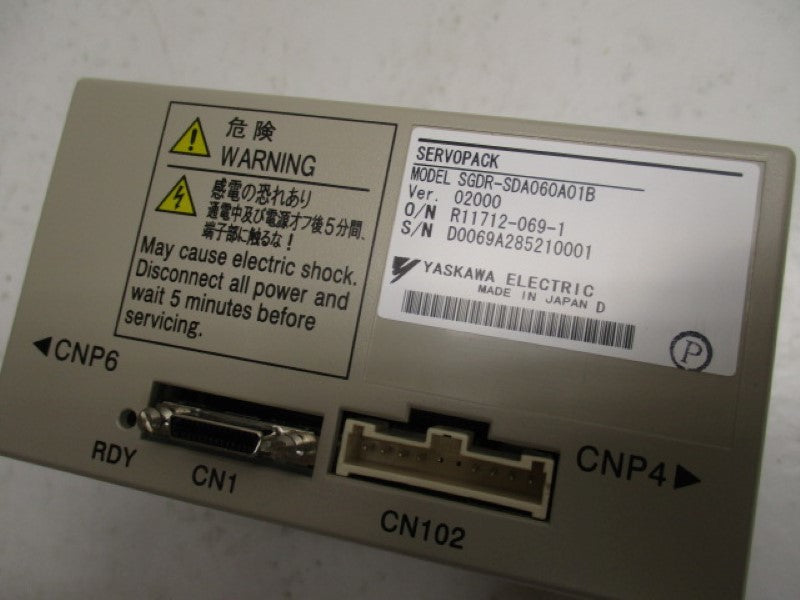 危険
WARNING
感電の恐れあり
通電中及び電源オフ後5分間、
端子部に触るな!
May cause electric shock.
Disconnect all power and
wait 5 minutes before
servicing.
SERVOPACK
MODEL SGDR-SDA060A01B
Ver. 02000
O/N R11712-069-1
S/N D0069A285210001
YASKAWA ELECTRIC
MADE IN JAPAN D
P
◀CNP6
RDY
CN1
CN102
CNP4▶